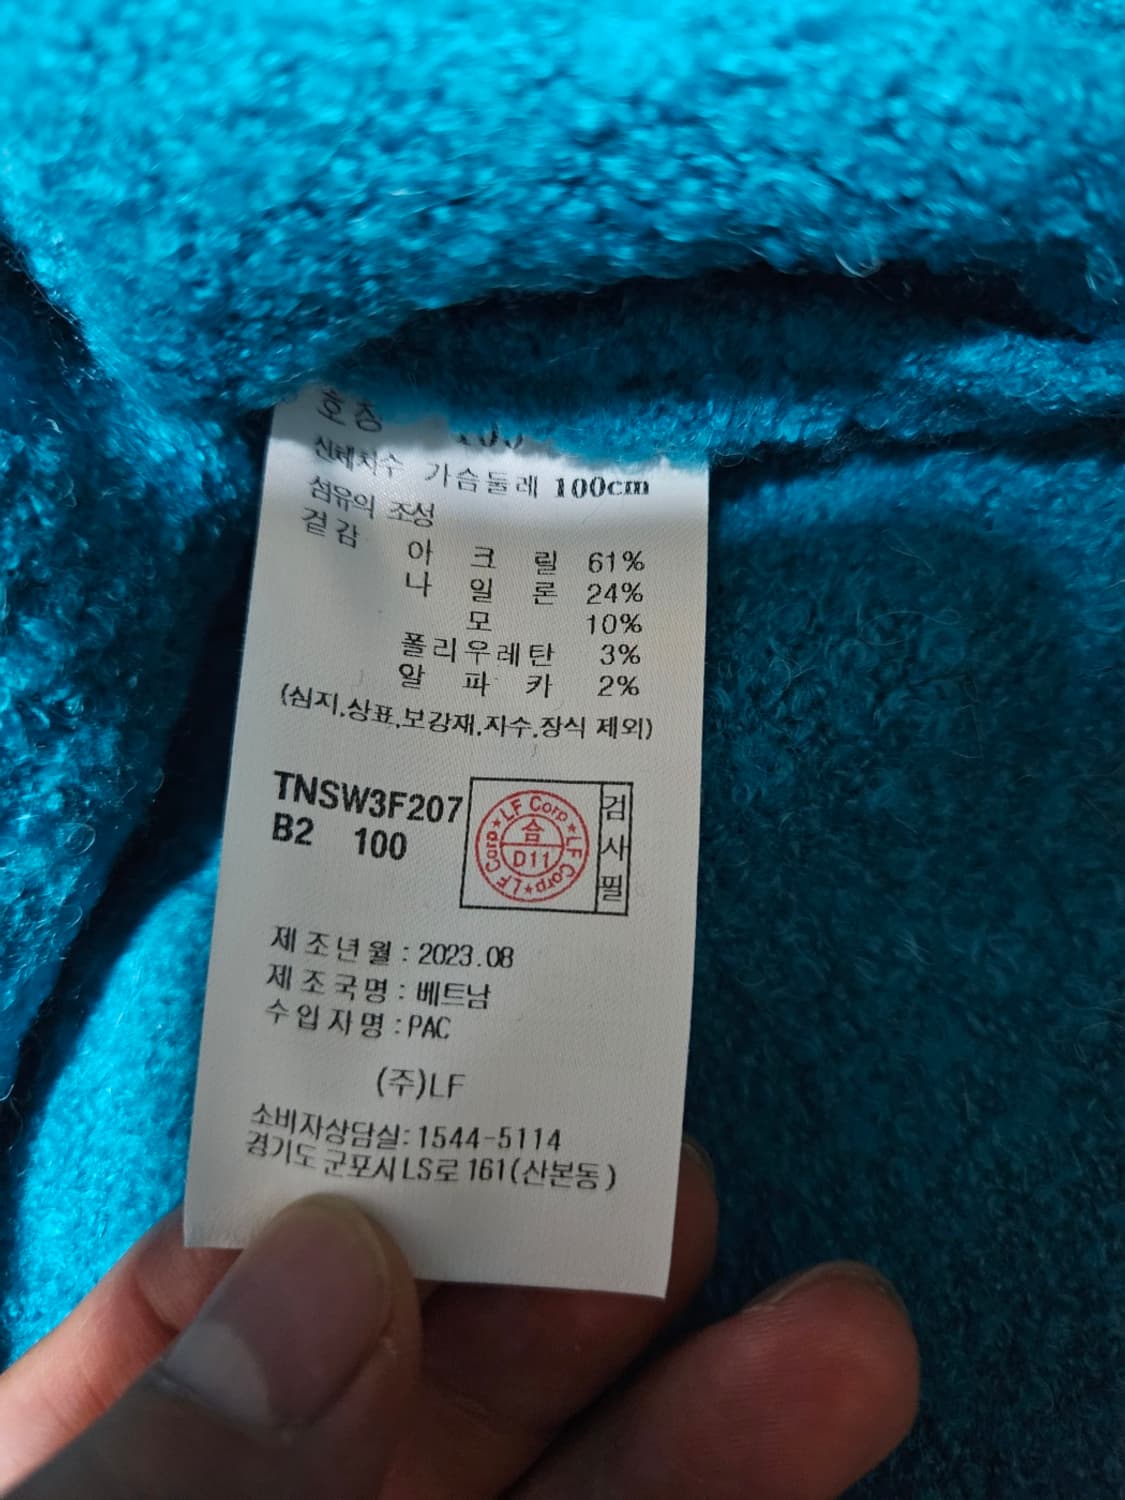 호칭
신체치수 가슴둘레 100cm
섬유의 조성
겉감
아크릴 61%
나일론 24%
모 10%
폴리우레탄 3%
알파카 2%
(심지,상표,보강재,자수,장식 제외)
TNSW3F207
B2 100
LF Corp★LF Corp★LF Corp★
合
D11
검사필
제조년월 : 2023.08
제조국명 : 베트남
수입자명 : PAC
(주)LF
소비자상담실: 1544-5114
경기도 군포시 LS로 161(산본동)